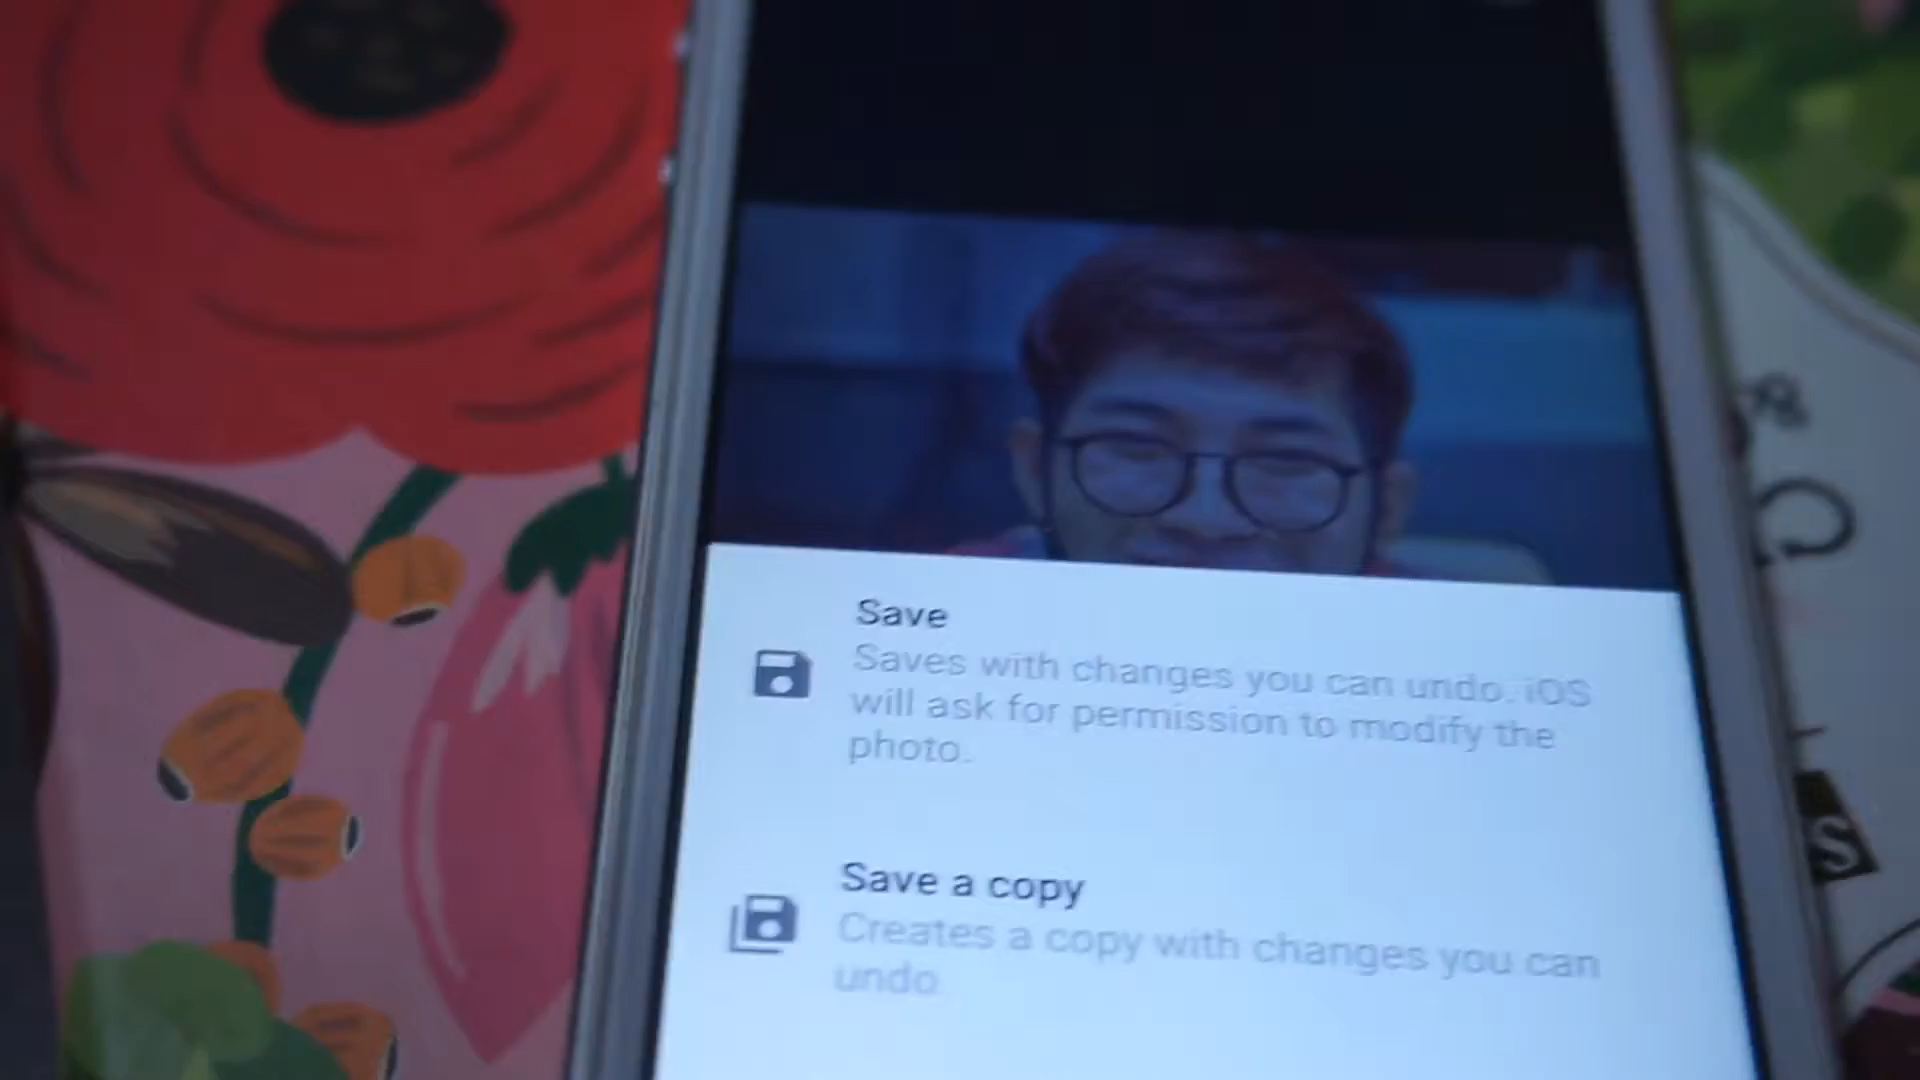 Save
Saves with changes you can undo. iOS
will ask for permission to modify the
photo.
Save a copy
Creates a copy with changes you can
undo.
S